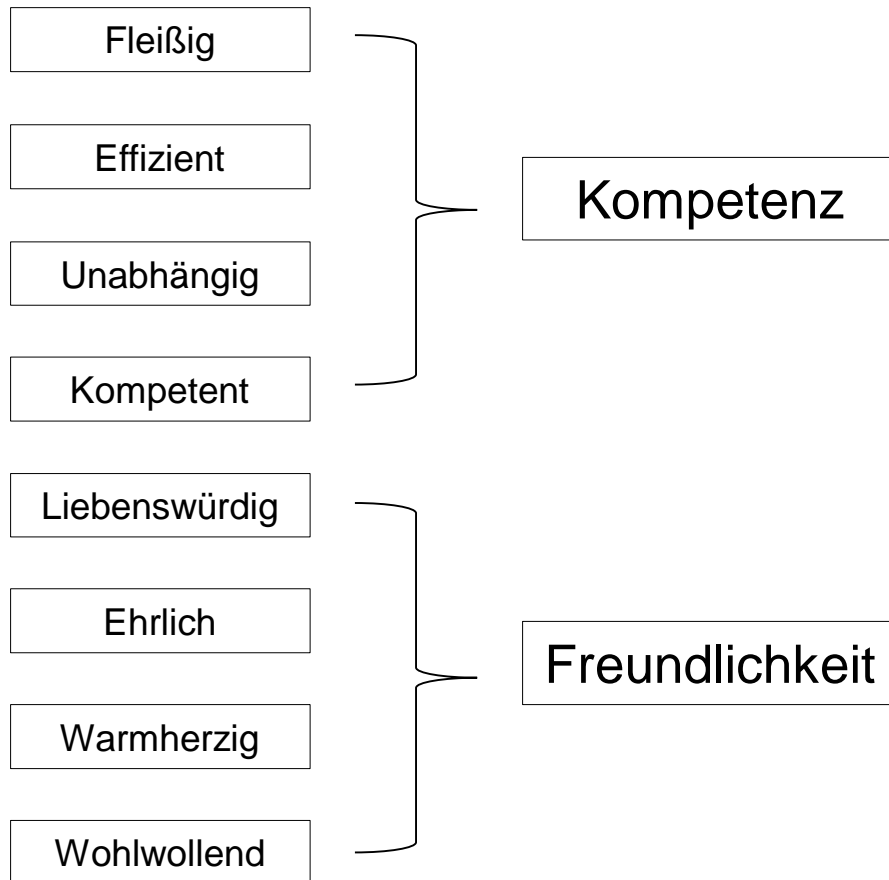 Fleißig
Effizient
Kompetenz
Unabhängig
Kompetent
Liebenswürdig
Ehrlich
Freundlichkeit
Warmherzig
Wohlwollend